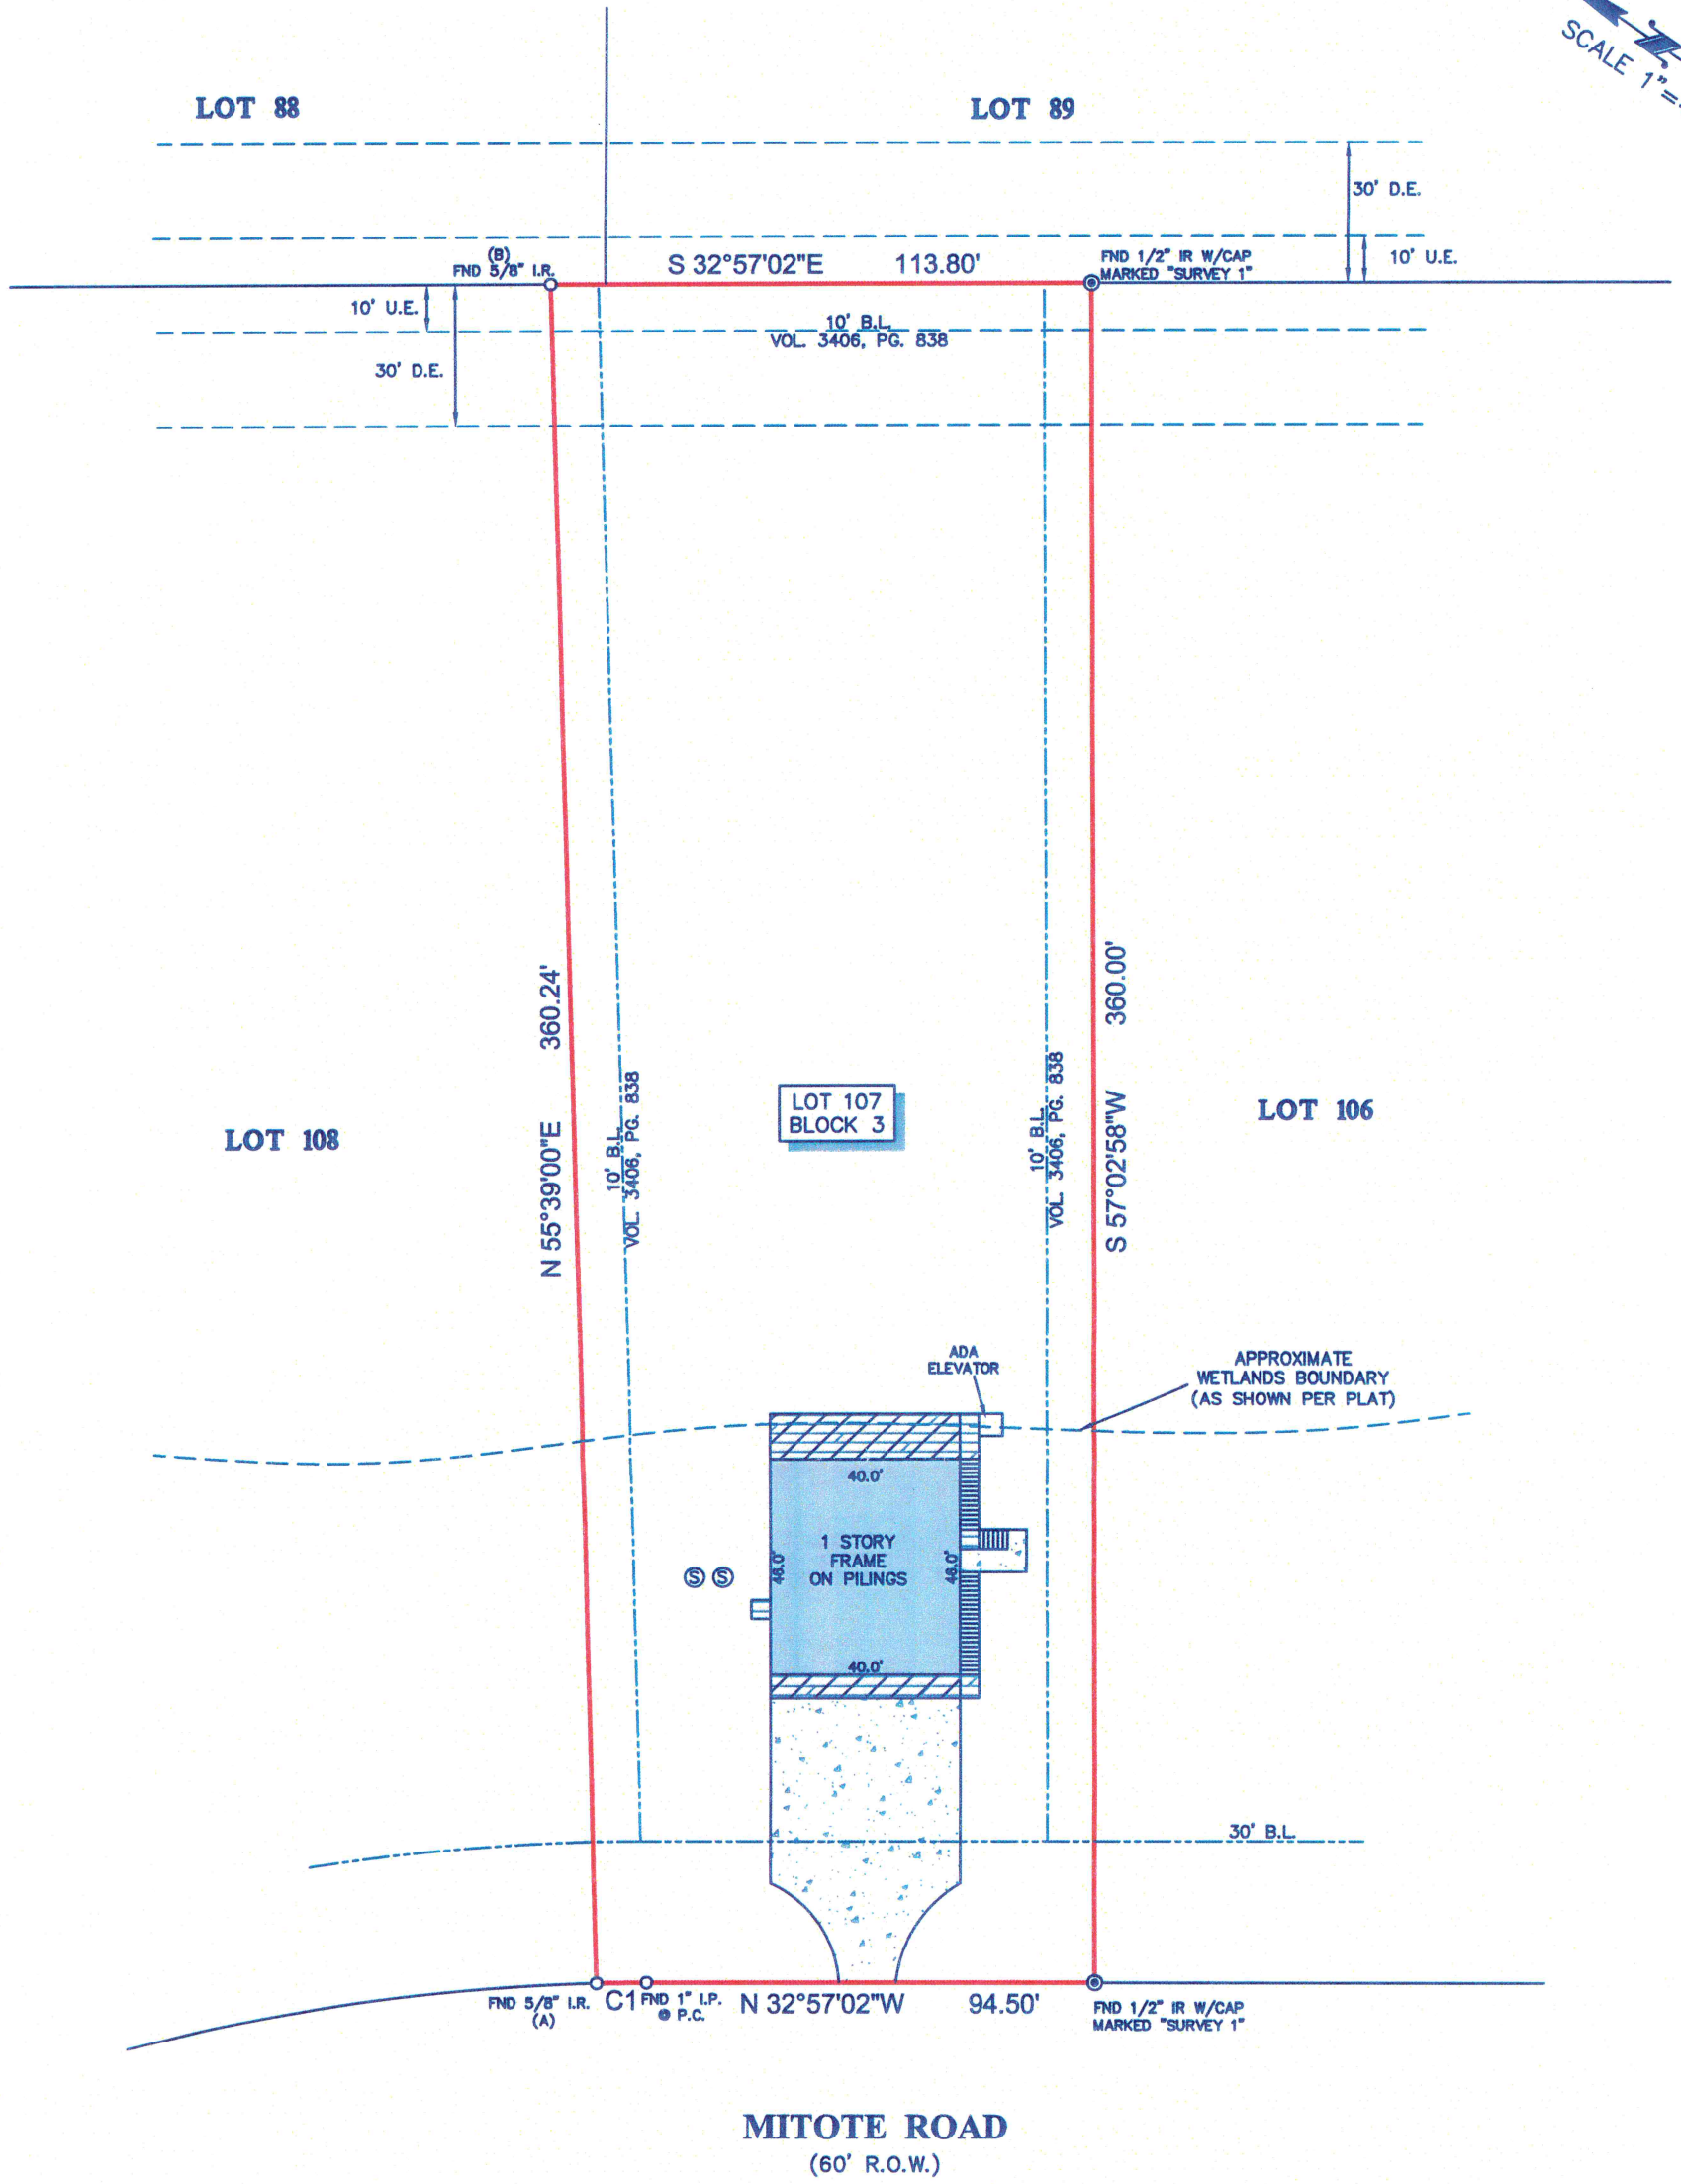 SCALE 1"=
LOT 88
LOT 89
30' D.E.
10' U.E.
(B)
FND 5/8" I.R.
S 32°57'02"E 113.80'
FND 1/2" IR W/CAP
MARKED "SURVEY 1"
10' U.E.
30' D.E.
10' B.L.
VOL. 3406, PG. 838
N 55°39'00"E 360.24'
10' B.L.
VOL. 3406, PG. 838
LOT 107
BLOCK 3
10' B.L.
VOL. 3406, PG. 838
S 57°02'58"W 360.00'
LOT 108
LOT 106
ADA
ELEVATOR
APPROXIMATE
WETLANDS BOUNDARY
(AS SHOWN PER PLAT)
40.0'
46.0'
1 STORY
FRAME
ON PILINGS
46.0'
S S
40.0'
30' B.L.
FND 5/8" I.R.
(A)
C1
FND 1" I.P.
@ P.C.
N 32°57'02"W 94.50'
FND 1/2" IR W/CAP
MARKED "SURVEY 1"
MITOTE ROAD
(60' R.O.W.)